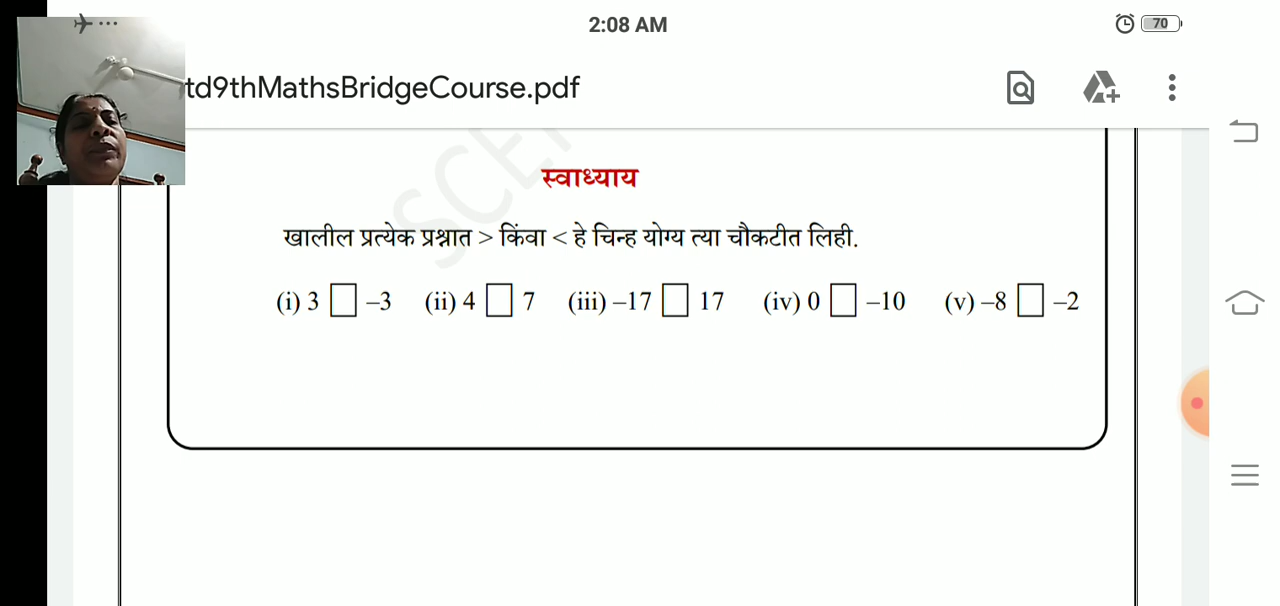 2:08 AM
70
td9thMathsBridgeCourse.pdf
SCE
स्वाध्याय
खालील प्रत्येक प्रश्नात > किंवा < हे चिन्ह योग्य त्या चौकटीत लिही.
(i) 3 □ –3 (ii) 4 □ 7 (iii) –17 □ 17 (iv) 0 □ –10 (v) –8 □ –2